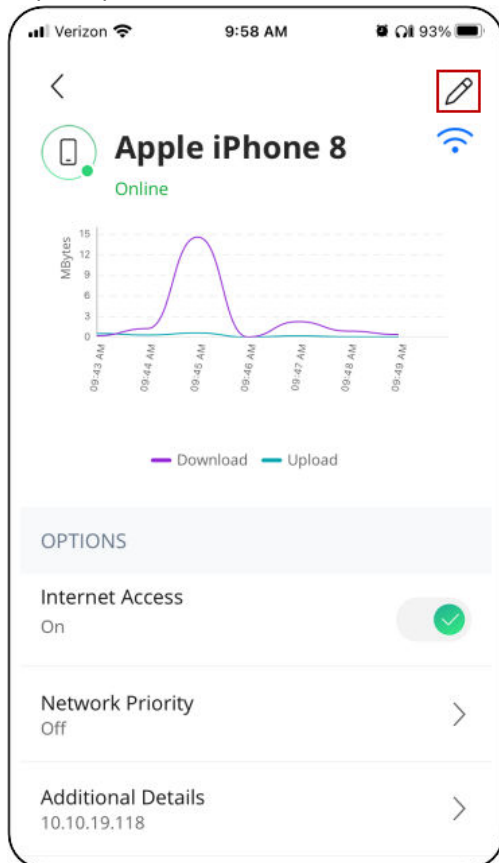 Verizon 9:58 AM 93%
Apple iPhone 8
Online
MBytes
15
12
9
6
3
0
09:43 AM 09:44 AM 09:45 AM 09:46 AM 09:47 AM 09:48 AM 09:49 AM
Download Upload
OPTIONS
Internet Access
On
Network Priority
Off
Additional Details
10.10.19.118